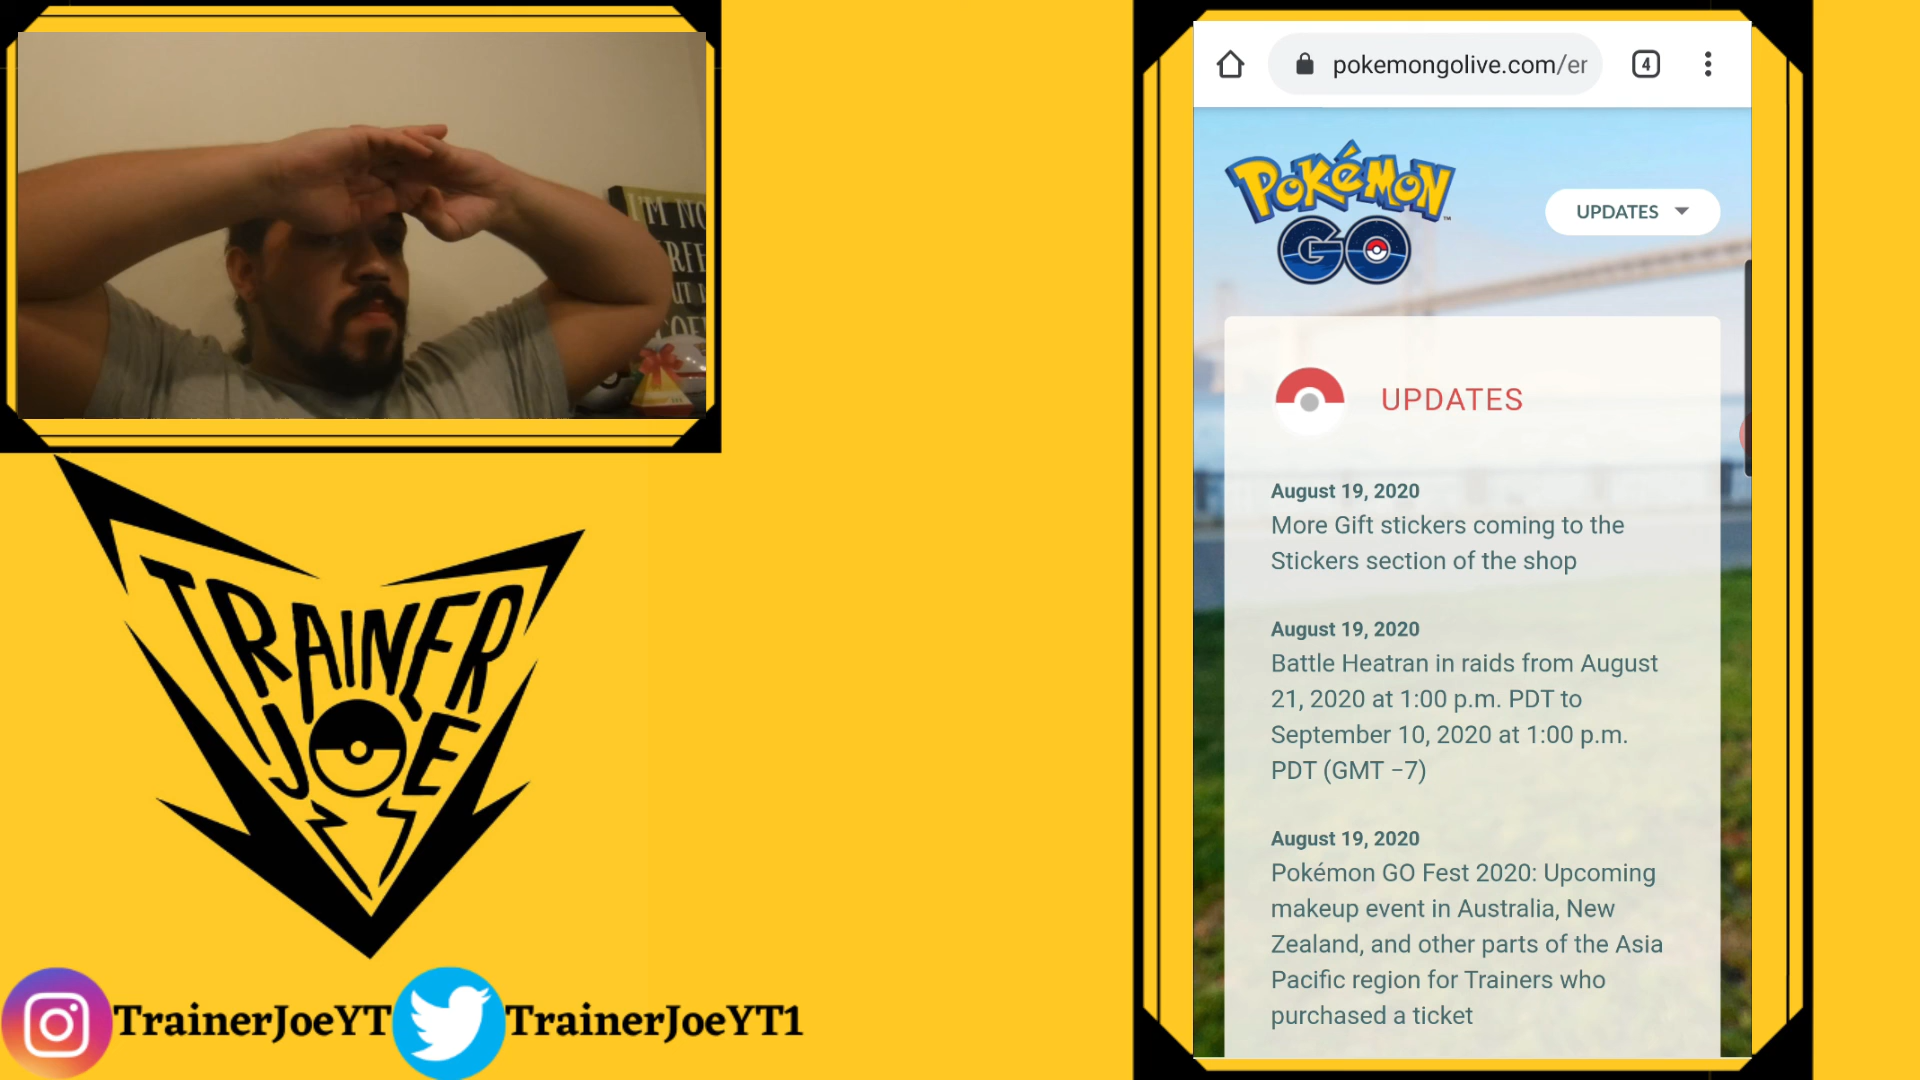 I'M NO
RFE
UT I
COF
TRAINER
JOE
pokemongolive.com/er
4
POKéMON
GO
UPDATES
UPDATES
August 19, 2020
More Gift stickers coming to the
Stickers section of the shop
August 19, 2020
Battle Heatran in raids from August
21, 2020 at 1:00 p.m. PDT to
September 10, 2020 at 1:00 p.m.
PDT (GMT −7)
August 19, 2020
Pokémon GO Fest 2020: Upcoming
makeup event in Australia, New
Zealand, and other parts of the Asia
Pacific region for Trainers who
purchased a ticket
TrainerJoeYT
TrainerJoeYT1